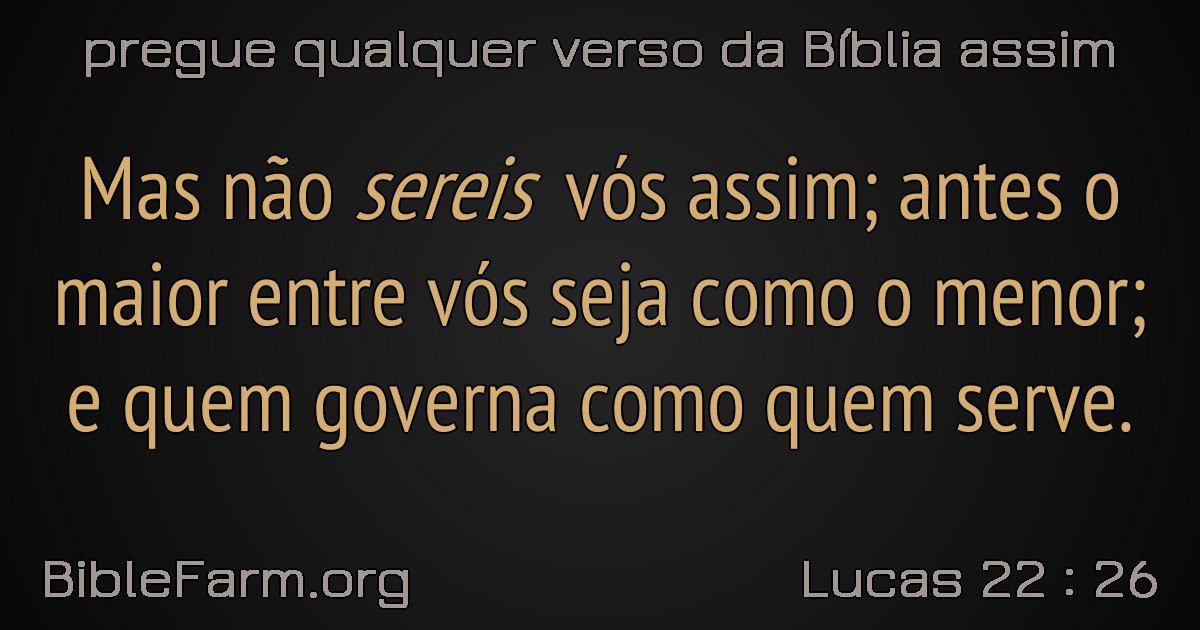 pregue qualquer verso da Bíblia assim
Mas não sereis vós assim; antes o
maior entre vós seja como o menor;
e quem governa como quem serve.
BibleFarm.org
Lucas 22 : 26